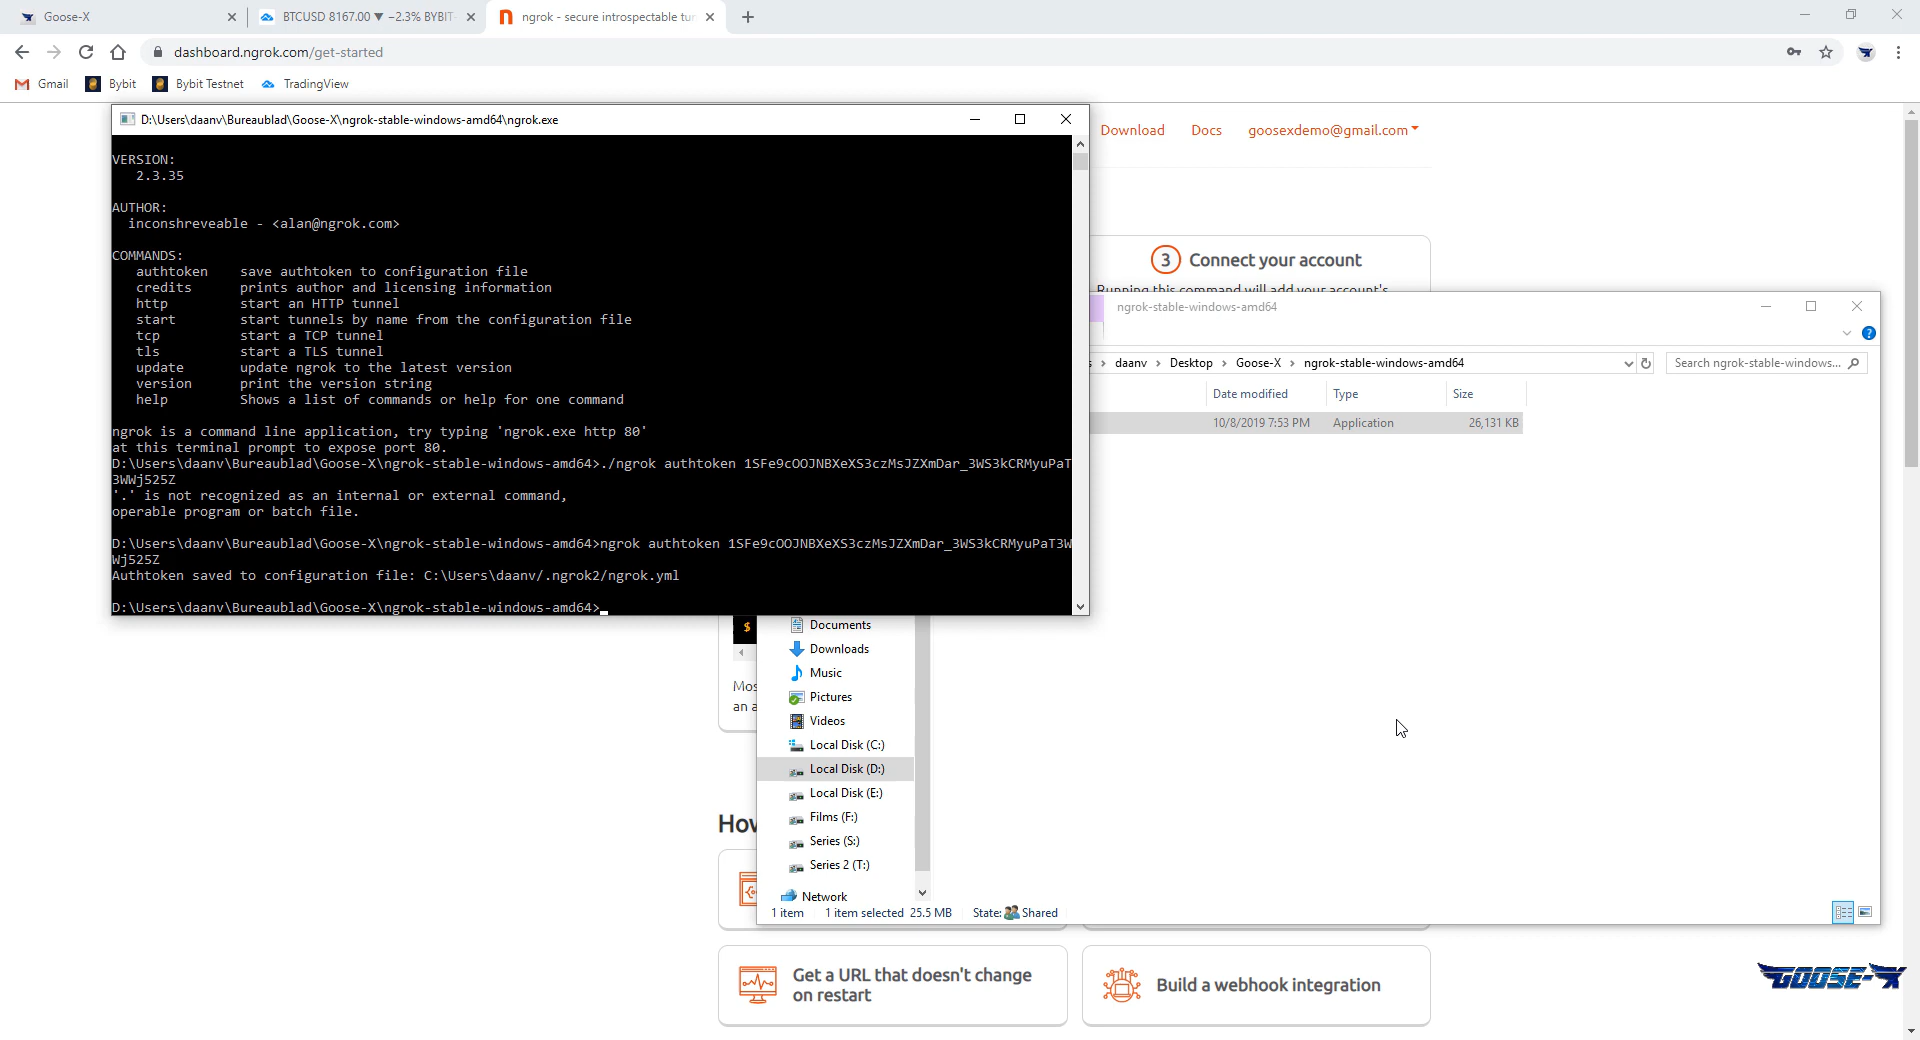 Goose-X
BTCUSD 8167.00 ▼ −2.3% BYBIT
ngrok - secure introspectable tun
dashboard.ngrok.com/get-started
Gmail
Bybit
Bybit Testnet
TradingView
D:\Users\daanv\Bureaublad\Goose-X\ngrok-stable-windows-amd64\ngrok.exe
VERSION:
2.3.35
AUTHOR:
inconshreveable - <alan@ngrok.com>
COMMANDS:
authtoken save authtoken to configuration file
credits prints author and licensing information
http start an HTTP tunnel
start start tunnels by name from the configuration file
tcp start a TCP tunnel
tls start a TLS tunnel
update update ngrok to the latest version
version print the version string
help Shows a list of commands or help for one command
ngrok is a command line application, try typing 'ngrok.exe http 80'
at this terminal prompt to expose port 80.
D:\Users\daanv\Bureaublad\Goose-X\ngrok-stable-windows-amd64>./ngrok authtoken 1SFe9cOOJNBXeXS3czMsJZXmDar_3WS3kCRMyuPaT
3WWj525Z
'.' is not recognized as an internal or external command,
operable program or batch file.
D:\Users\daanv\Bureaublad\Goose-X\ngrok-stable-windows-amd64>ngrok authtoken 1SFe9cOOJNBXeXS3czMsJZXmDar_3WS3kCRMyuPaT3W
Wj525Z
Authtoken saved to configuration file: C:\Users\daanv/.ngrok2/ngrok.yml
D:\Users\daanv\Bureaublad\Goose-X\ngrok-stable-windows-amd64>
Download
Docs
goosexdemo@gmail.com
3 Connect your account
Running this command will add your account's
ngrok-stable-windows-amd64
s > daanv > Desktop > Goose-X > ngrok-stable-windows-amd64
Search ngrok-stable-windows...
Date modified
Type
Size
10/8/2019 7:53 PM
Application
26,131 KB
$
Mos
an a
Documents
Downloads
Music
Pictures
Videos
Local Disk (C:)
Local Disk (D:)
Local Disk (E:)
Films (F:)
Series (S:)
Series 2 (T:)
Network
1 item
1 item selected 25.5 MB
State: Shared
How
Get a URL that doesn't change
on restart
Build a webhook integration
GOOSE-X